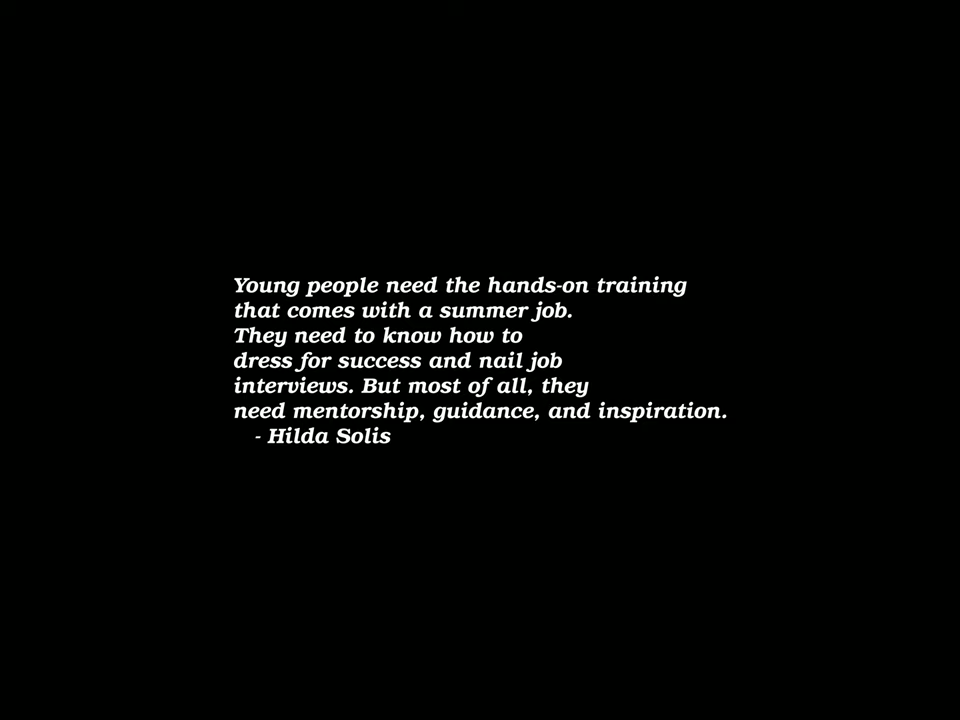 Young people need the hands-on training
that comes with a summer job.
They need to know how to
dress for success and nail job
interviews. But most of all, they
need mentorship, guidance, and inspiration.
- Hilda Solis